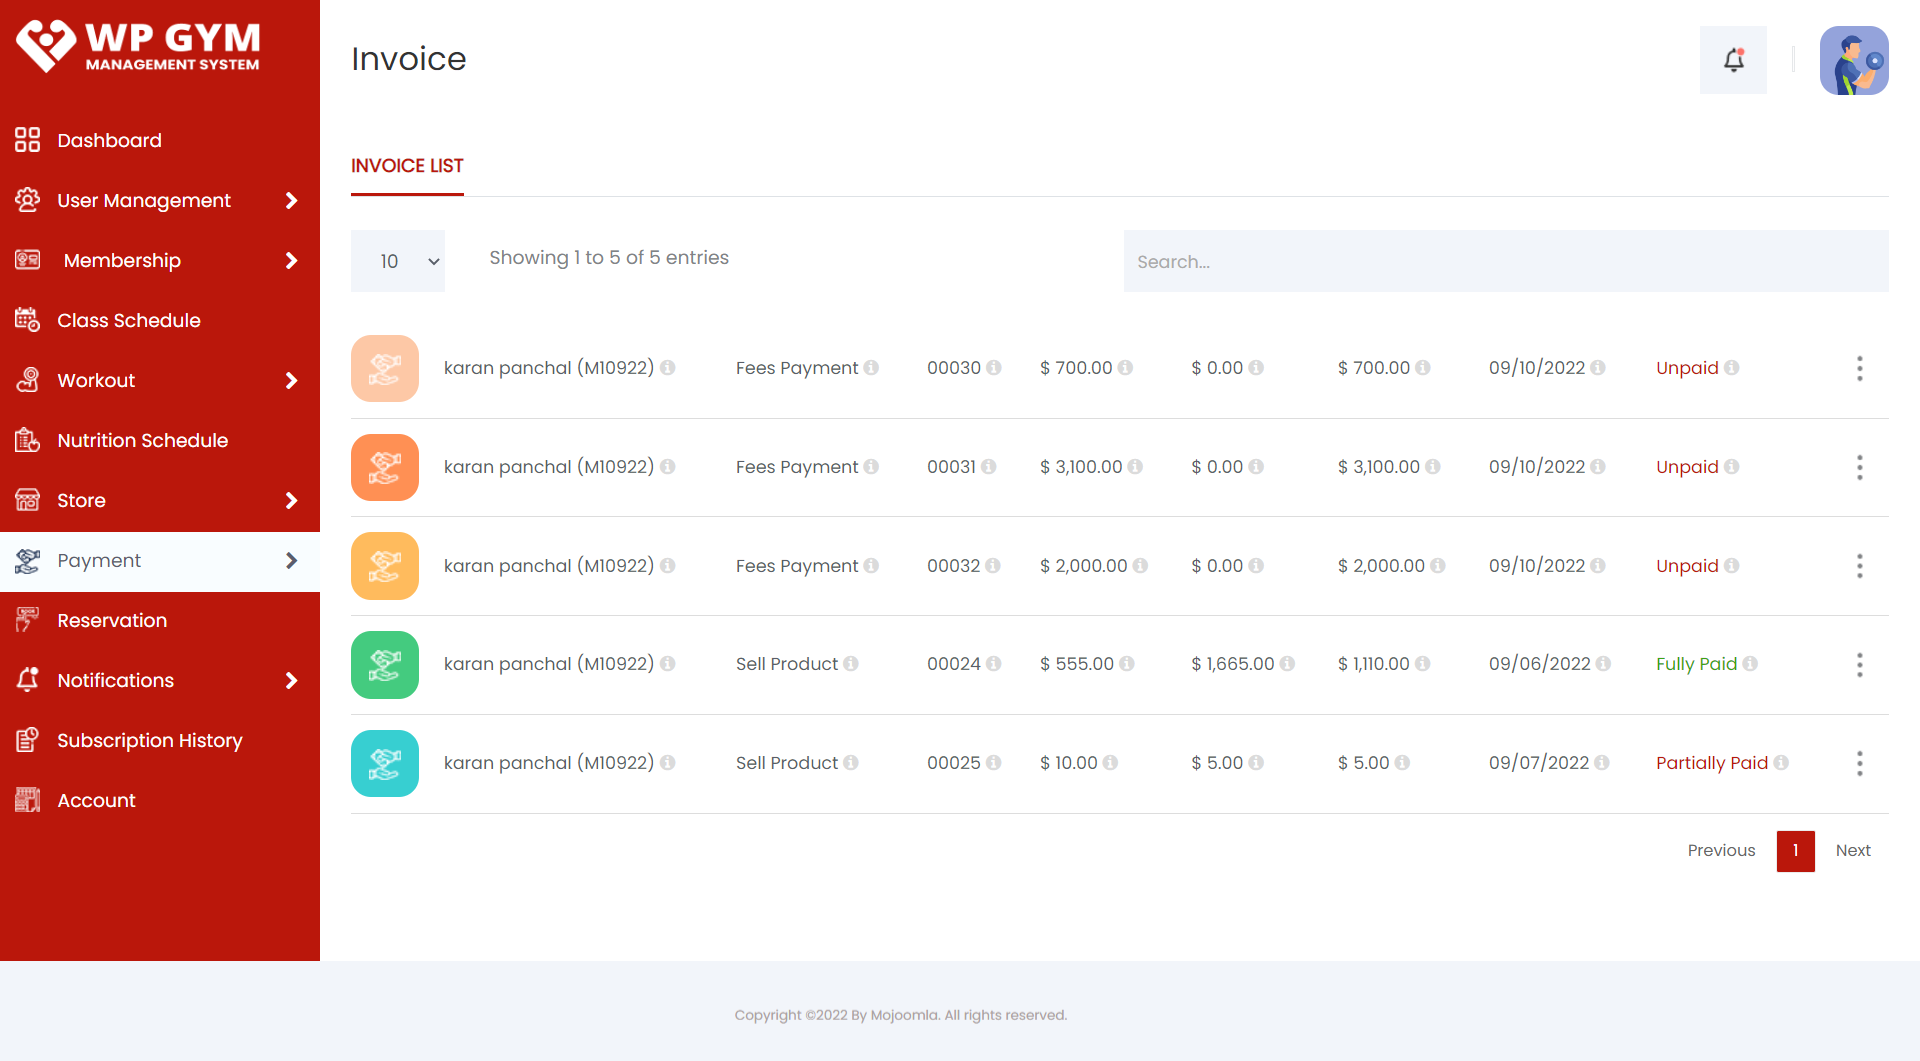 WP GYM
MANAGEMENT SYSTEM
Dashboard
User Management
Membership
Class Schedule
Workout
Nutrition Schedule
Store
Payment
Reservation
Notifications
Subscription History
Account
Invoice
INVOICE LIST
10 Showing 1 to 5 of 5 entries Search...
karan panchal (M10922) Fees Payment 00030 $ 700.00 $ 0.00 $ 700.00 09/10/2022 Unpaid
karan panchal (M10922) Fees Payment 00031 $ 3,100.00 $ 0.00 $ 3,100.00 09/10/2022 Unpaid
karan panchal (M10922) Fees Payment 00032 $ 2,000.00 $ 0.00 $ 2,000.00 09/10/2022 Unpaid
karan panchal (M10922) Sell Product 00024 $ 555.00 $ 1,665.00 $ 1,110.00 09/06/2022 Fully Paid
karan panchal (M10922) Sell Product 00025 $ 10.00 $ 5.00 $ 5.00 09/07/2022 Partially Paid
Previous 1 Next
Copyright ©2022 By Mojoomla. All rights reserved.